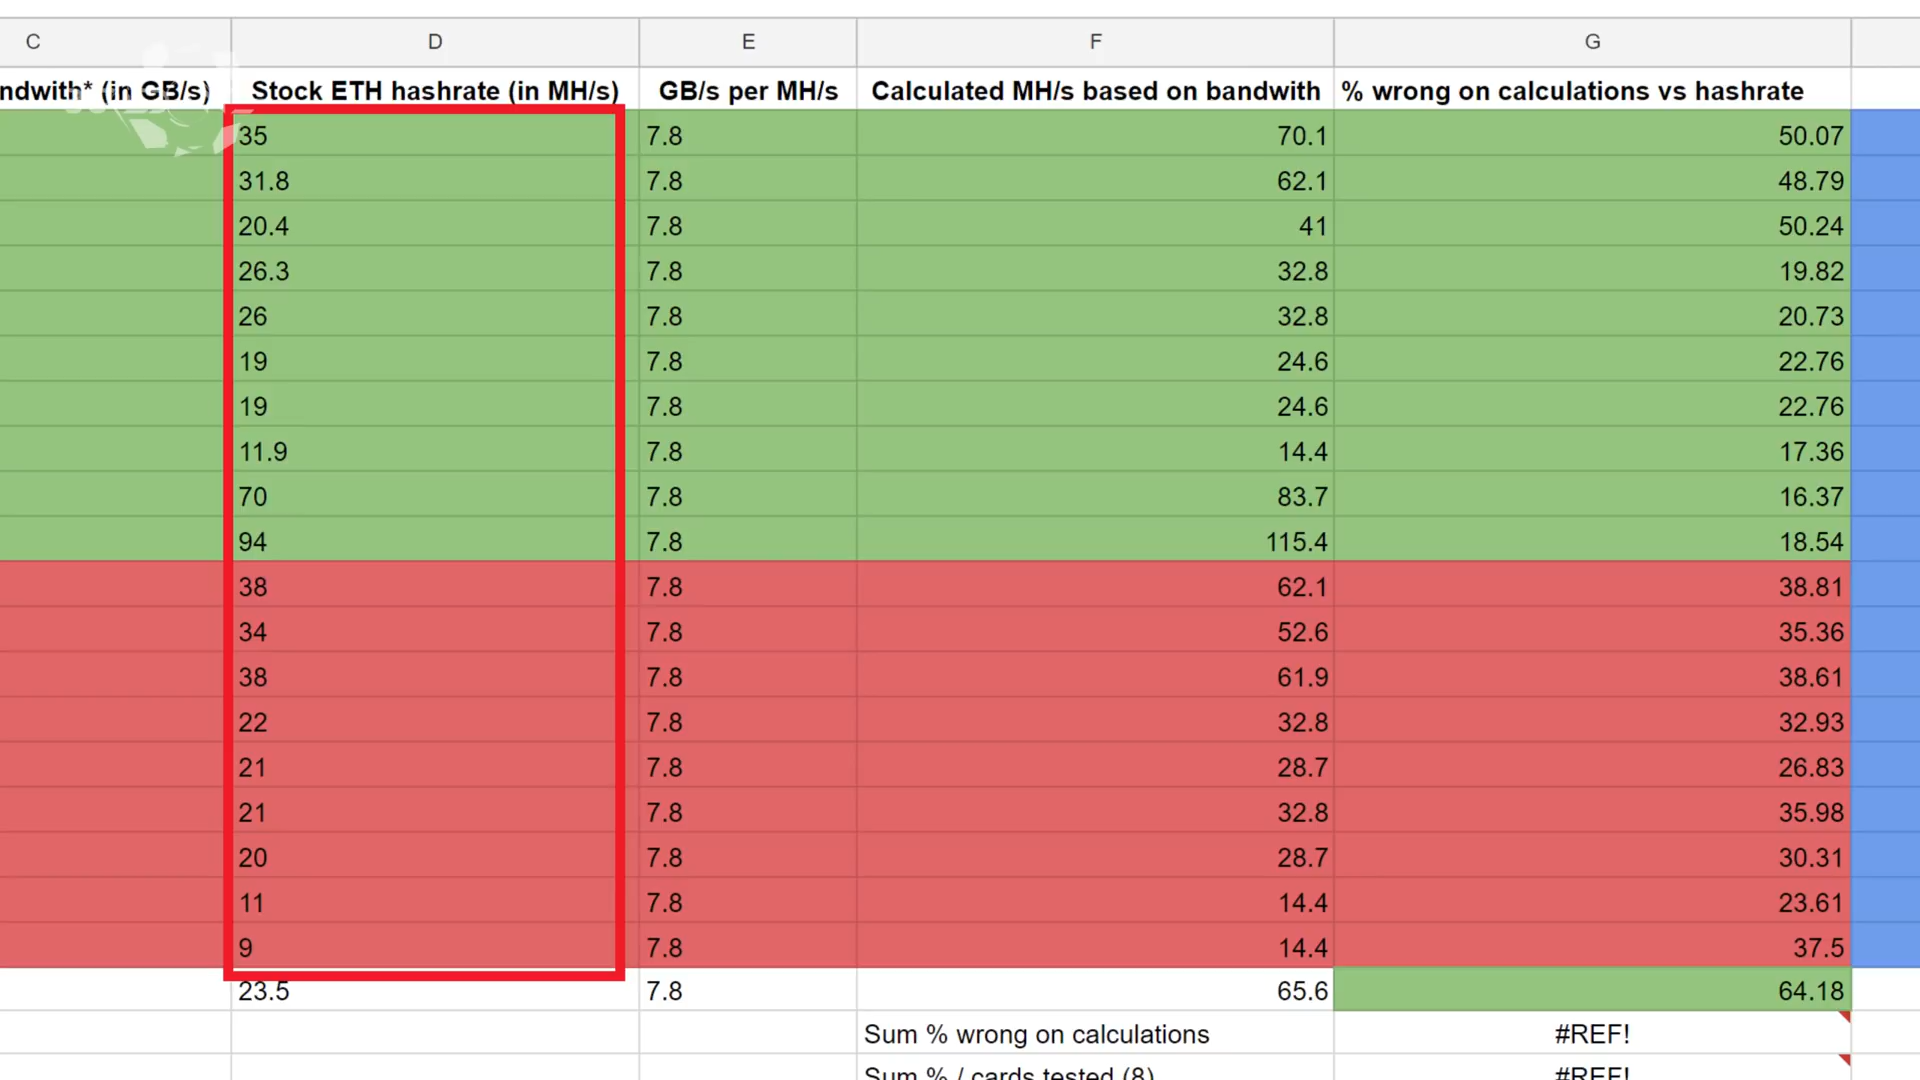 C D E F G
ndwith* (in GB/s) Stock ETH hashrate (in MH/s) GB/s per MH/s Calculated MH/s based on bandwith % wrong on calculations vs hashrate
35 7.8 70.1 50.07
31.8 7.8 62.1 48.79
20.4 7.8 41 50.24
26.3 7.8 32.8 19.82
26 7.8 32.8 20.73
19 7.8 24.6 22.76
19 7.8 24.6 22.76
11.9 7.8 14.4 17.36
70 7.8 83.7 16.37
94 7.8 115.4 18.54
38 7.8 62.1 38.81
34 7.8 52.6 35.36
38 7.8 61.9 38.61
22 7.8 32.8 32.93
21 7.8 28.7 26.83
21 7.8 32.8 35.98
20 7.8 28.7 30.31
11 7.8 14.4 23.61
9 7.8 14.4 37.5
23.5 7.8 65.6 64.18
Sum % wrong on calculations #REF!
Sum % / cards tested (8) #REF!